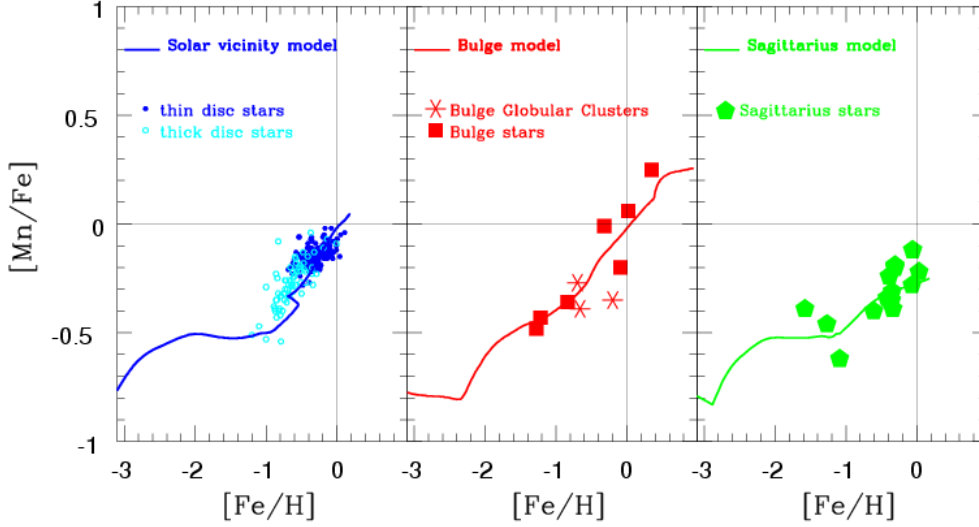 1
0.5
0
-0.5
-1
[Mn/Fe]
Solar vicinity model
thin disc stars
thick disc stars
-3 -2 -1 0
[Fe/H]
Bulge model
Bulge Globular Clusters
Bulge stars
-3 -2 -1 0
[Fe/H]
Sagittarius model
Sagittarius stars
-3 -2 -1 0
[Fe/H]